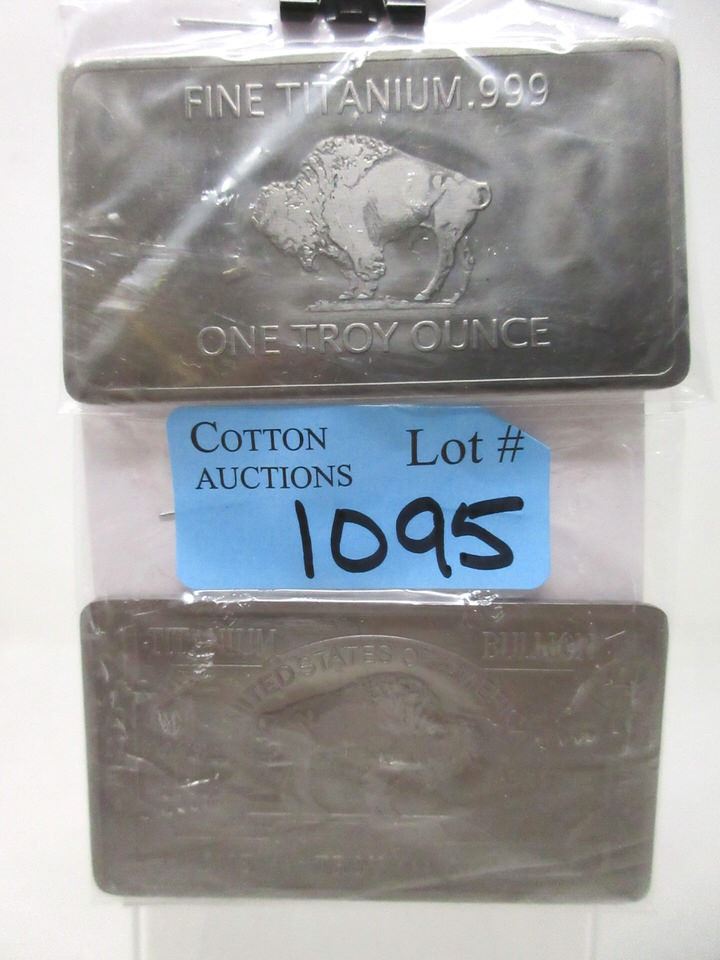 FINE TITANIUM.999
ONE TROY OUNCE
COTTON AUCTIONS
Lot #
1095
TITANIUM
BULLION
UNITED STATES OF AMERICA